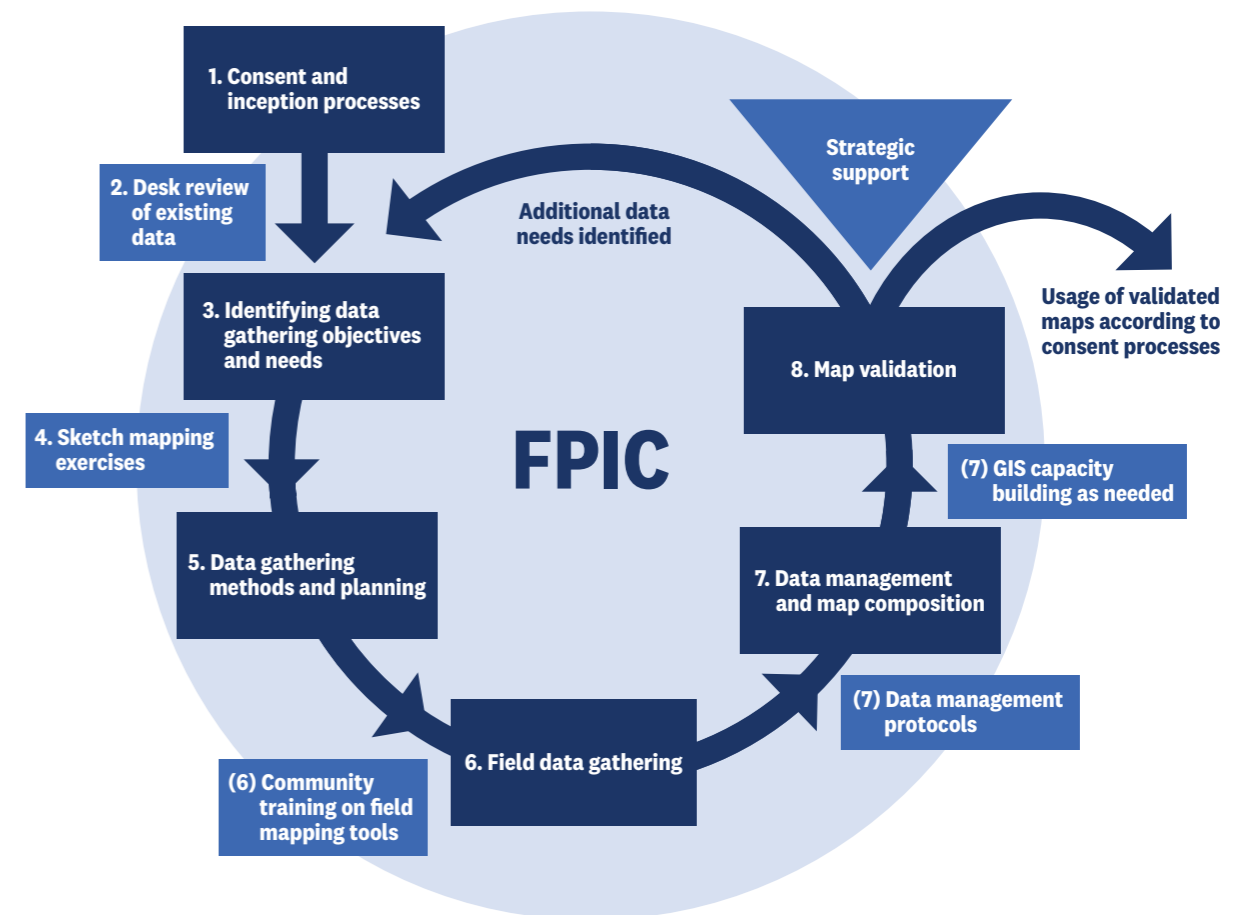 1. Consent and
inception processes
2. Desk review
of existing
data
Strategic
support
Additional data
needs identified
Usage of validated
maps according to
consent processes
3. Identifying data
gathering objectives
and needs
8. Map validation
4. Sketch mapping
exercises
FPIC
(7) GIS capacity
building as needed
5. Data gathering
methods and planning
7. Data management
and map composition
(7) Data management
protocols
6. Field data gathering
(6) Community
training on field
mapping tools